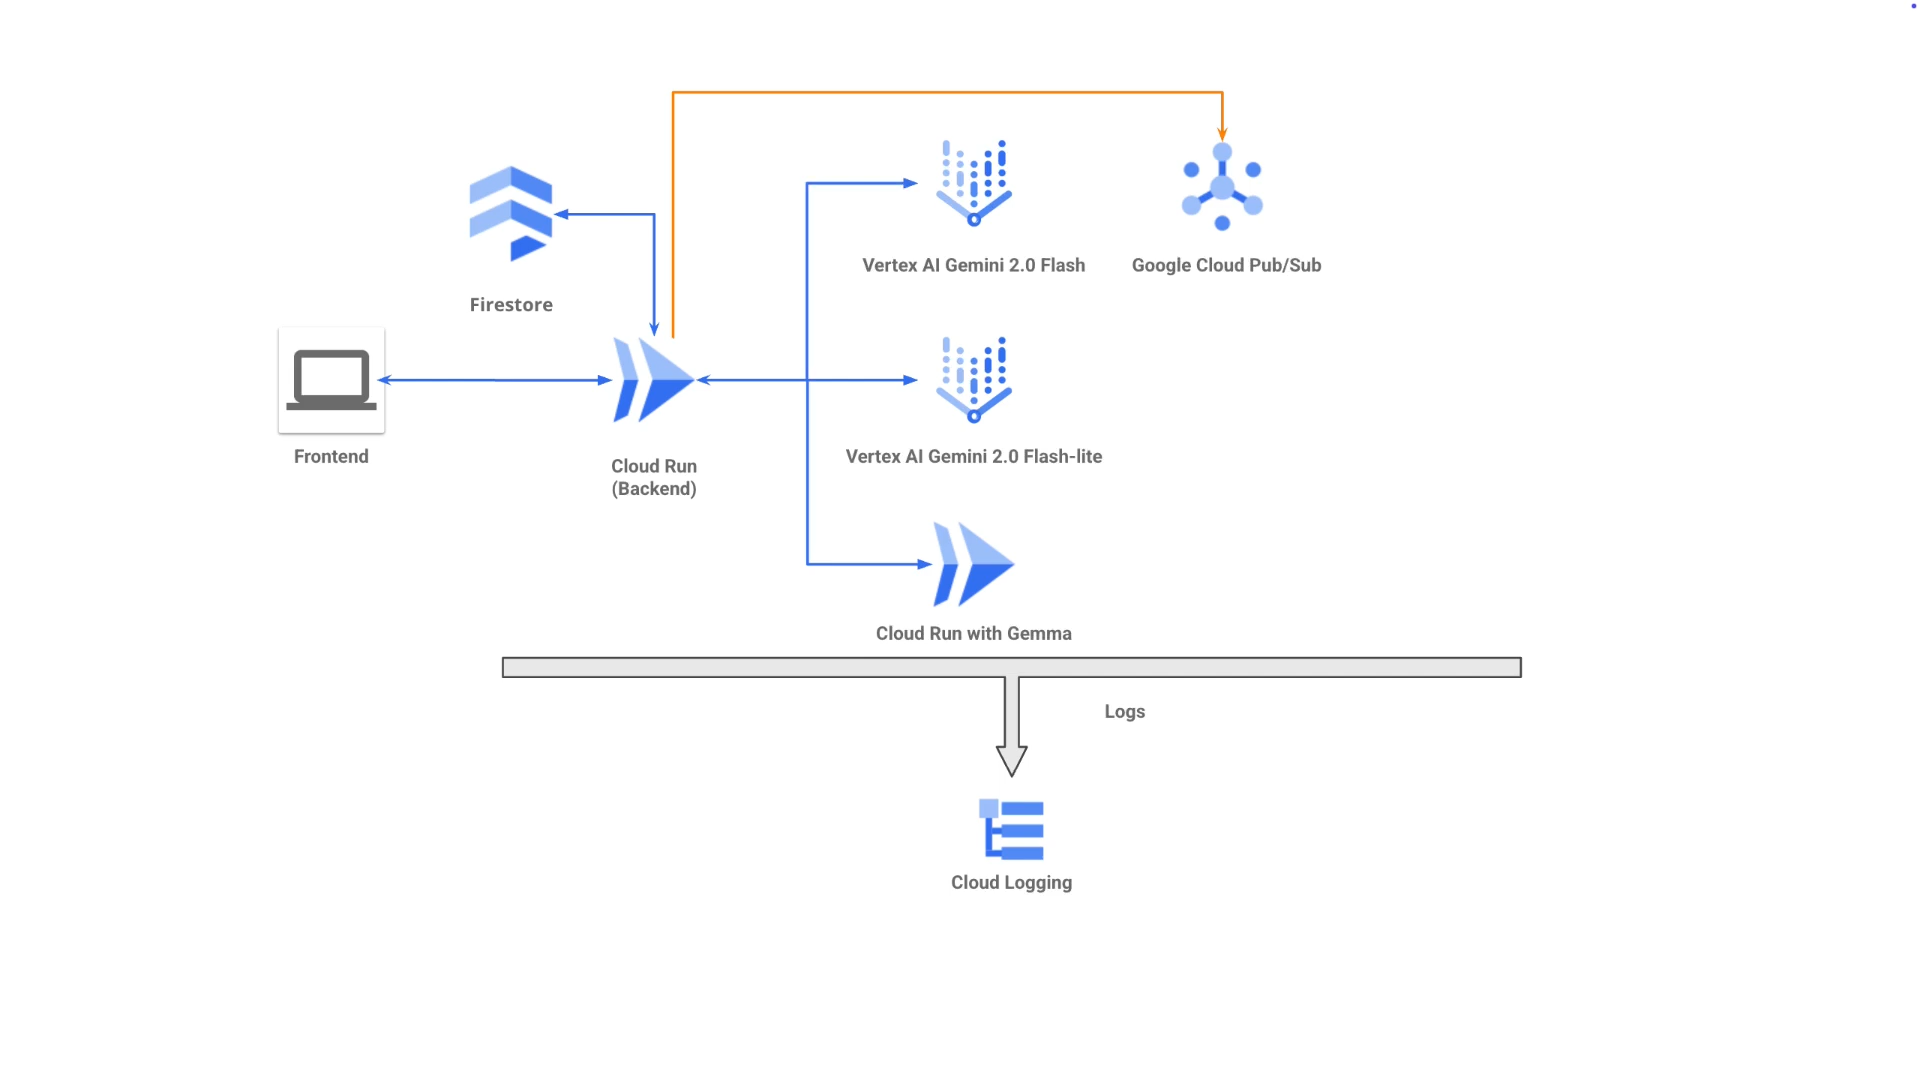 Vertex AI Gemini 2.0 Flash
Google Cloud Pub/Sub
Firestore
Frontend
Cloud Run
(Backend)
Vertex AI Gemini 2.0 Flash-lite
Cloud Run with Gemma
Logs
Cloud Logging